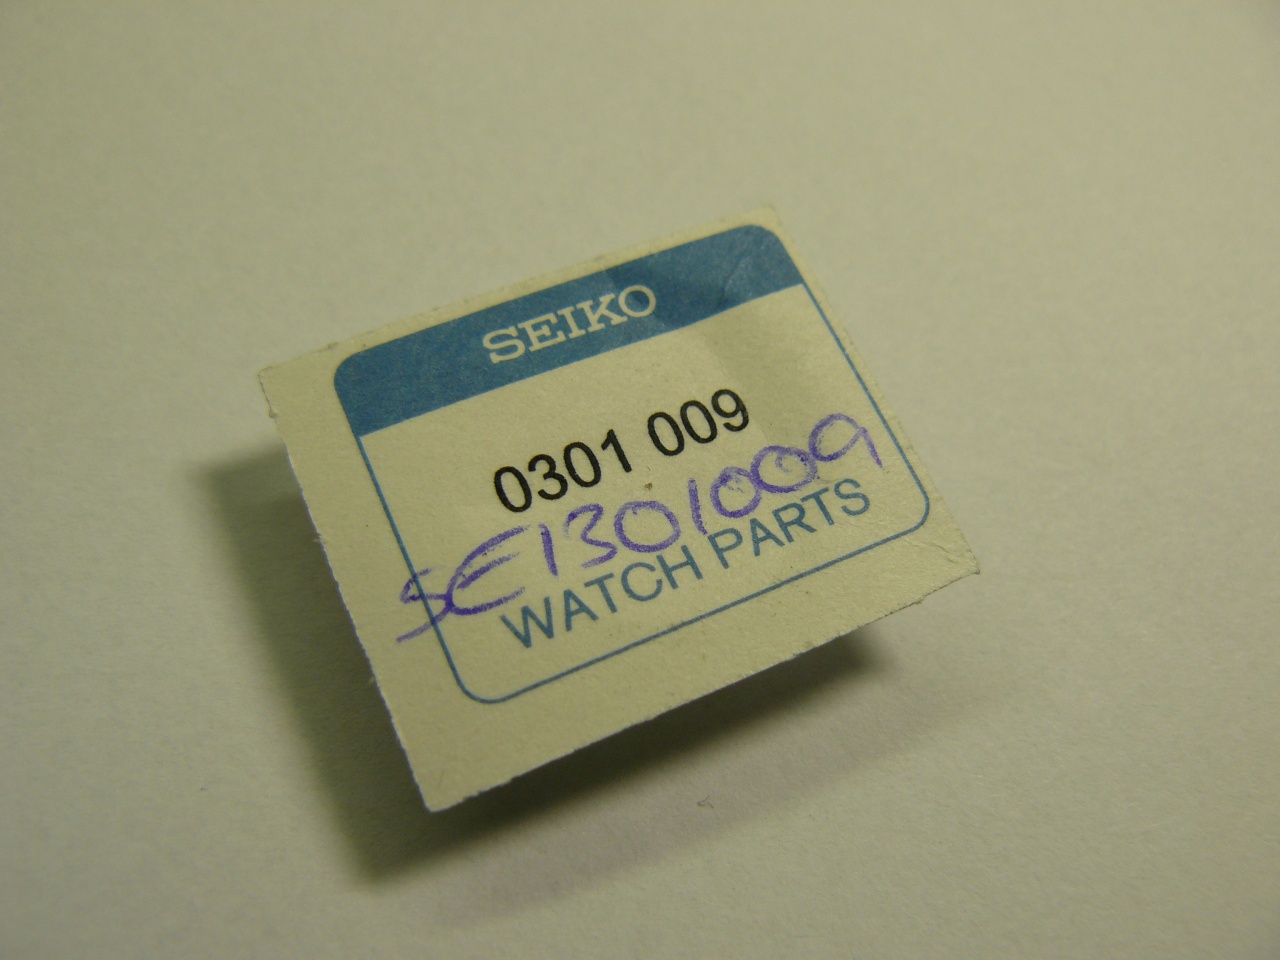 SEIKO
0301 009
SE1301009
WATCH PARTS